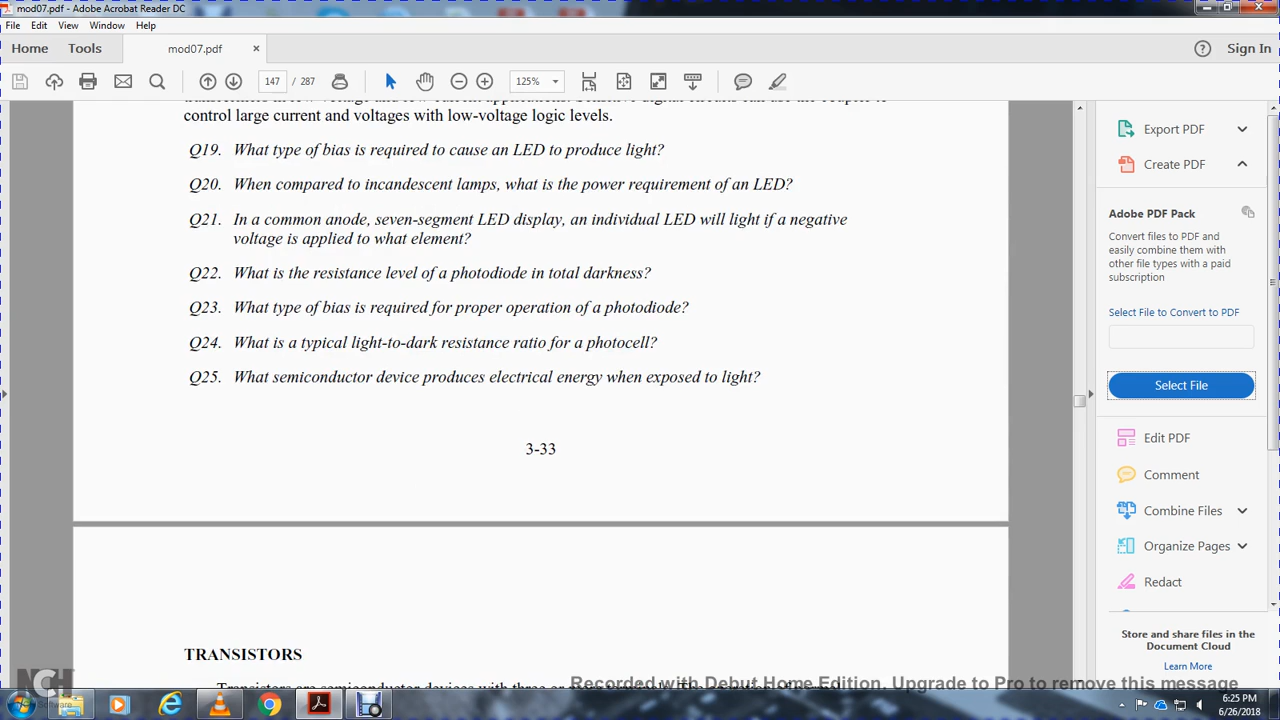 mod07.pdf - Adobe Acrobat Reader DC
File Edit View Window Help
Home Tools mod07.pdf × Sign In
147 / 287 125%
control large current and voltages with low-voltage logic levels.
Q19. What type of bias is required to cause an LED to produce light?
Q20. When compared to incandescent lamps, what is the power requirement of an LED?
Q21. In a common anode, seven-segment LED display, an individual LED will light if a negative
voltage is applied to what element?
Q22. What is the resistance level of a photodiode in total darkness?
Q23. What type of bias is required for proper operation of a photodiode?
Q24. What is a typical light-to-dark resistance ratio for a photocell?
Q25. What semiconductor device produces electrical energy when exposed to light?
3-33
TRANSISTORS
Transistors are semiconductor devices with three or
Export PDF
Create PDF
Adobe PDF Pack
Convert files to PDF and
easily combine them with
other file types with a paid
subscription
Select File to Convert to PDF
Select File
Edit PDF
Comment
Combine Files
Organize Pages
Redact
Store and share files in the
Document Cloud
Learn More
Recorded with Debut Home Edition. Upgrade to Pro to remove this message
NCH
Software
6:25 PM
6/26/2018